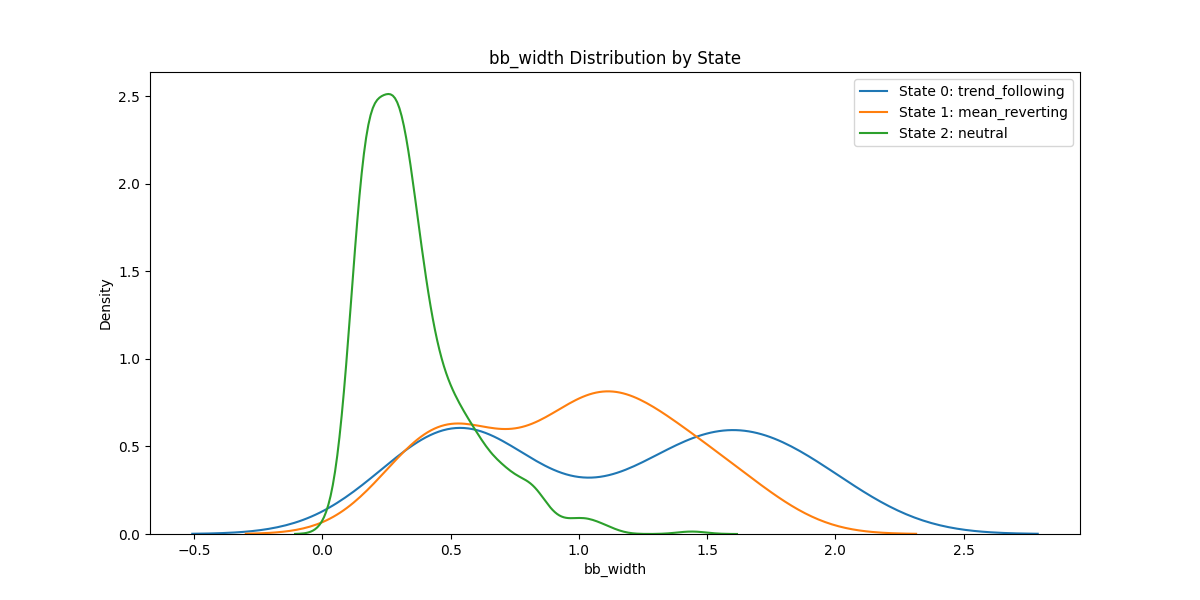 bb_width Distribution by State
State 0: trend_following
State 1: mean_reverting
State 2: neutral
Density
2.5
2.0
1.5
1.0
0.5
0.0
−0.5
0.0
0.5
1.0
1.5
2.0
2.5
bb_width